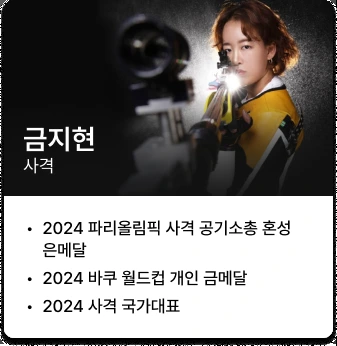 금지현
사격
• 2024 파리올림픽 사격 공기소총 혼성
은메달
• 2024 바쿠 월드컵 개인 금메달
• 2024 사격 국가대표